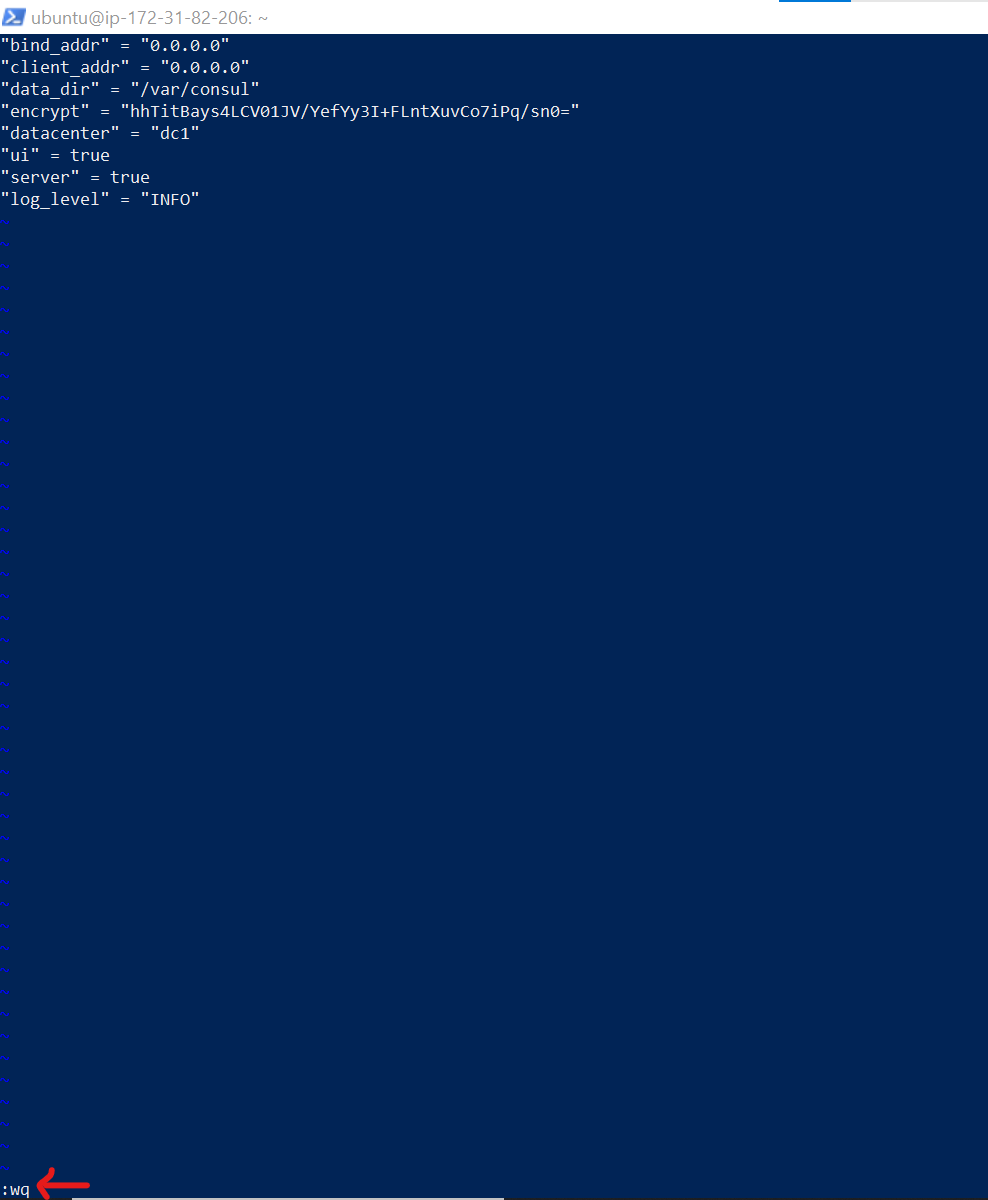 ubuntu@ip-172-31-82-206: ~
"bind_addr" = "0.0.0.0"
"client_addr" = "0.0.0.0"
"data_dir" = "/var/consul"
"encrypt" = "hhTitBays4LCV01JV/YefYy3I+FLntXuvCo7iPq/sn0="
"datacenter" = "dc1"
"ui" = true
"server" = true
"log_level" = "INFO"
:wq